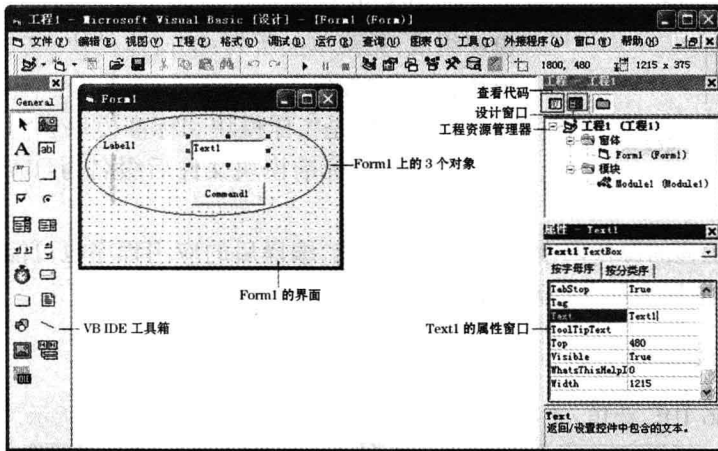 工程1 - Microsoft Visual Basic [设计] - [Form1 (Form)]
文件(F) 编辑(E) 视图(V) 工程(P) 格式(O) 调试(D) 运行(R) 查询(U) 图表(I) 工具(T) 外接程序(A) 窗口(W) 帮助(H)
1800, 480 1215 x 375
General
Form1
Label1
Text1
Command1
查看代码
设计窗口
工程资源管理器
Form1 上的 3 个对象
Form1 的界面
VB IDE 工具箱
Text1 的属性窗口
工程 - 工程1
工程1 (工程1)
窗体
Form1 (Form1)
模块
Module1 (Module1)
属性 - Text1
Text1 TextBox
按字母序 按分类序
TabStop True
Tag
Text Text1
ToolTipText
Top 480
Visible True
WhatsThisHelpI 0
Width 1215
Text
返回/设置控件中包含的文本。